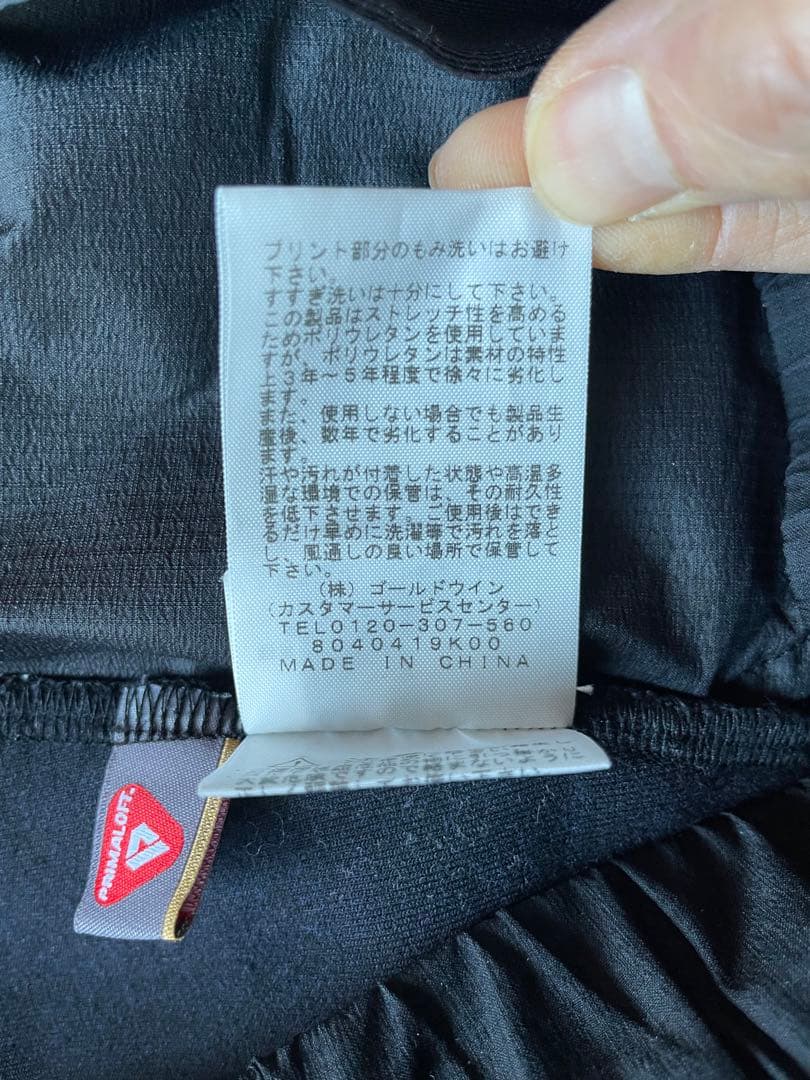 プリント部分のもみ洗いはお避け
下さい。
すすぎ洗いは十分にして下さい。
この製品はストレッチ性を高める
ためポリウレタンを使用していま
すが、ポリウレタンは素材の特性
上3年～5年程度で徐々に劣化し
ます。
また、使用しない場合でも製品生
産後、数年で劣化することがあり
ます。
汗や汚れが付着した状態や高温多
湿な環境での保管は、その耐久性
を低下させます。ご使用後はでき
るだけ早めに洗濯等で汚れを落と
し、風通しの良い場所で保管して
下さい。
(株) ゴールドウイン
(カスタマーサービスセンター)
TEL0120-307-560
8040419K00
MADE IN CHINA
PRIMALOFT